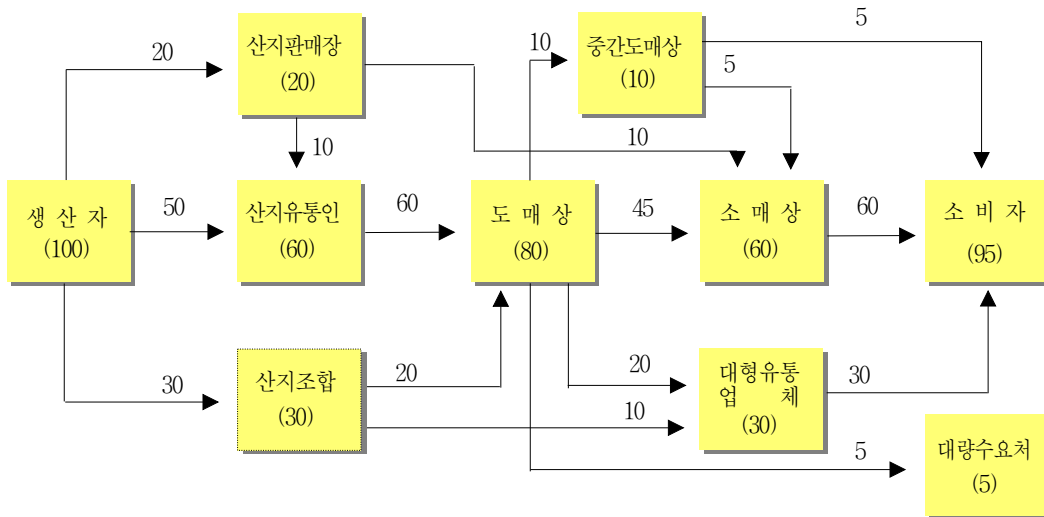 20
산지판매장
(20)
10
중간도매상
(10)
5
5
10
10
생 산 자
(100)
50
산지유통인
(60)
60
도 매 상
(80)
45
소 매 상
(60)
60
소 비 자
(95)
30
산지조합
(30)
20
10
20
대형유통
업 체
(30)
30
5
대량수요처
(5)